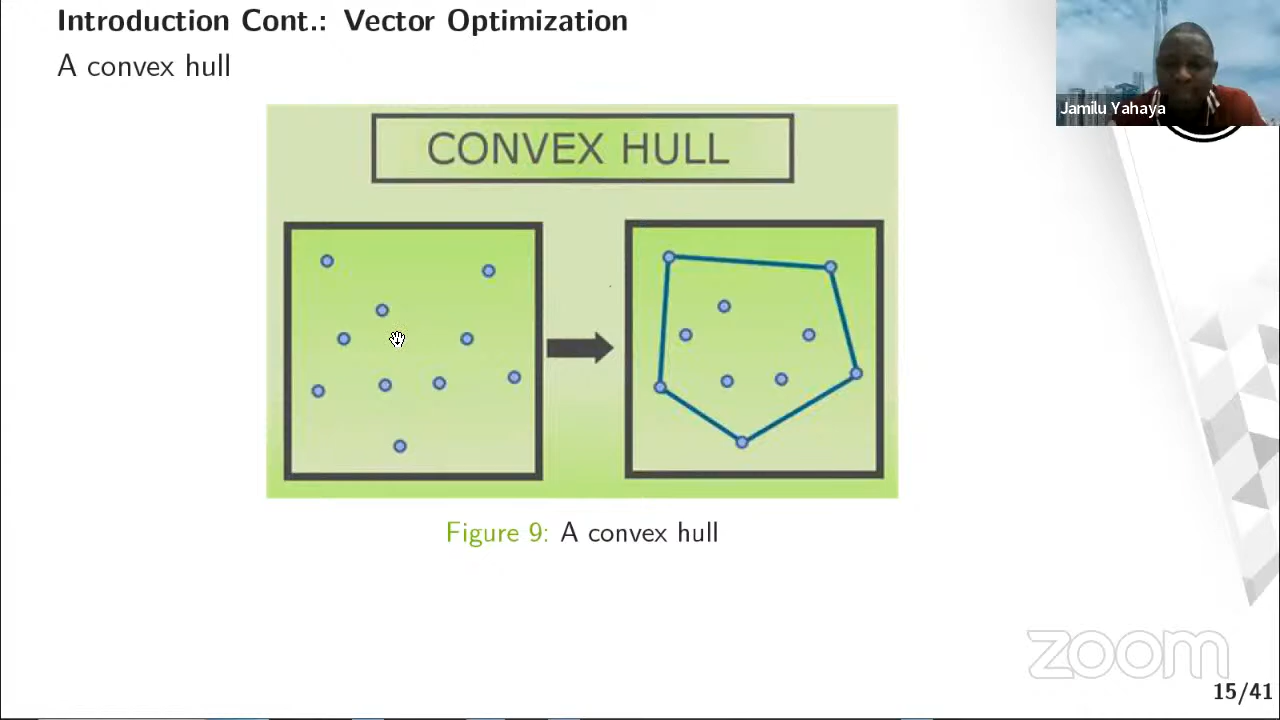 Introduction Cont.: Vector Optimization
A convex hull
Jamilu Yahaya
CONVEX HULL
Figure 9: A convex hull
zoom
15/41